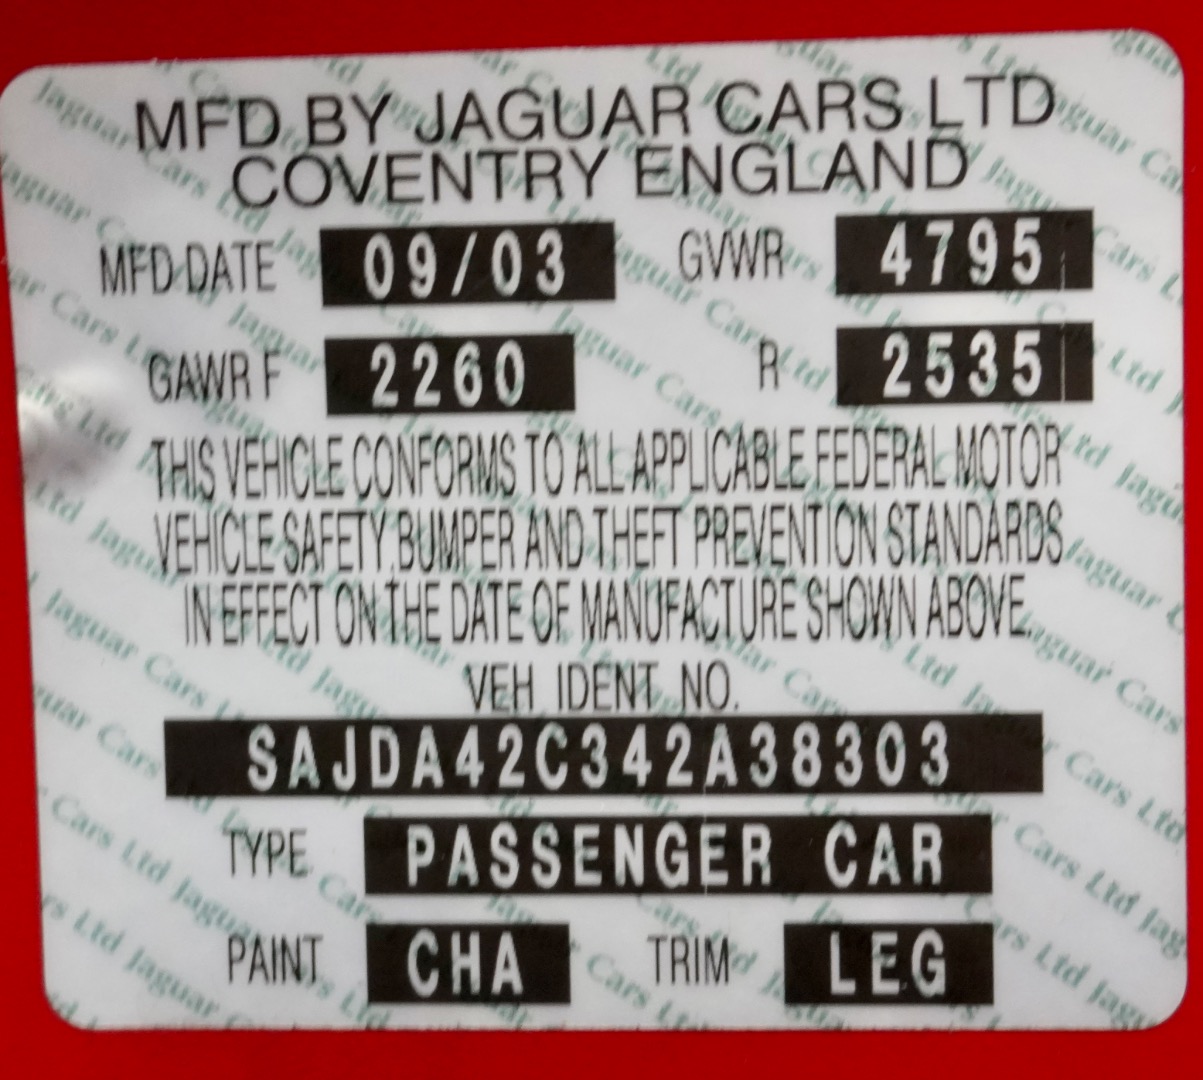 MFD BY JAGUAR CARS LTD
COVENTRY ENGLAND
MFD DATE 09/03 GVWR 4795
GAWR F 2260 R 2535
THIS VEHICLE CONFORMS TO ALL APPLICABLE FEDERAL MOTOR
VEHICLE SAFETY BUMPER AND THEFT PREVENTION STANDARDS
IN EFFECT ON THE DATE OF MANUFACTURE SHOWN ABOVE.
VEH IDENT NO.
SAJDA42C342A38303
TYPE PASSENGER CAR
PAINT CHA TRIM LEG